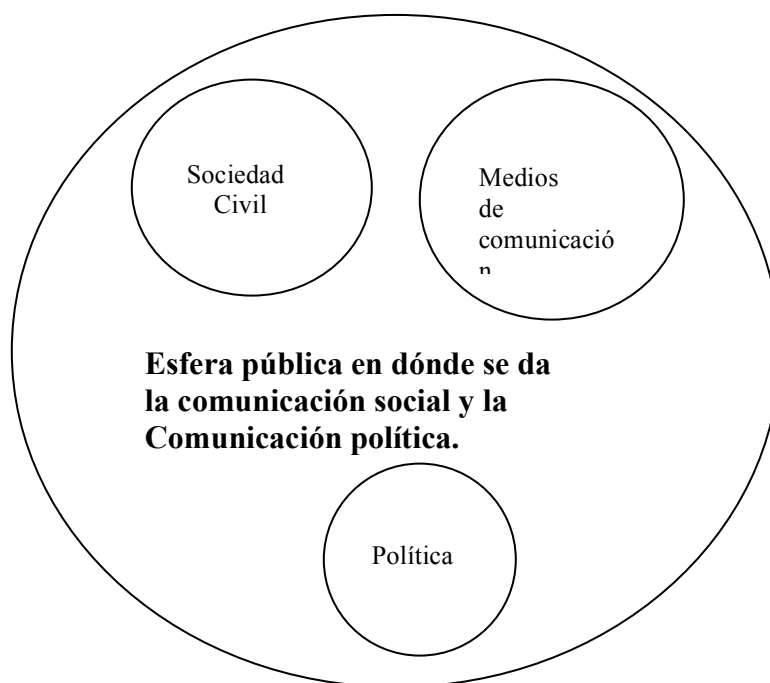 Sociedad
Civil
Medios
de
comunicació
n
Esfera pública en dónde se da
la comunicación social y la
Comunicación política.
Política